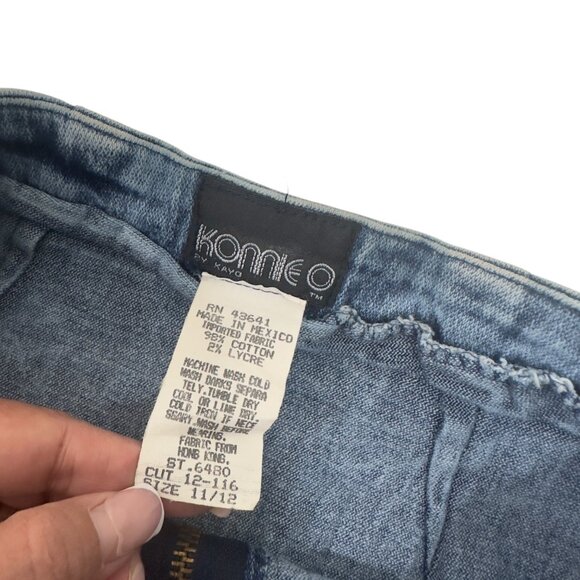 KONNIE O
BY KAYO
TM
RN 43641
MADE IN MEXICO
IMPORTED FABRIC
98% COTTON
2% LYCRE
MACHINE WASH COLD
WASH DARKS SEPARA
TELY.TUMBLE DRY
COOL OR LINE DRY.
COLD IRON IF NECE
SSARY.WASH BEFORE
WEARING.
FABRIC FROM
HONG KONG.
ST.6480
CUT 12-116
SIZE 11/12